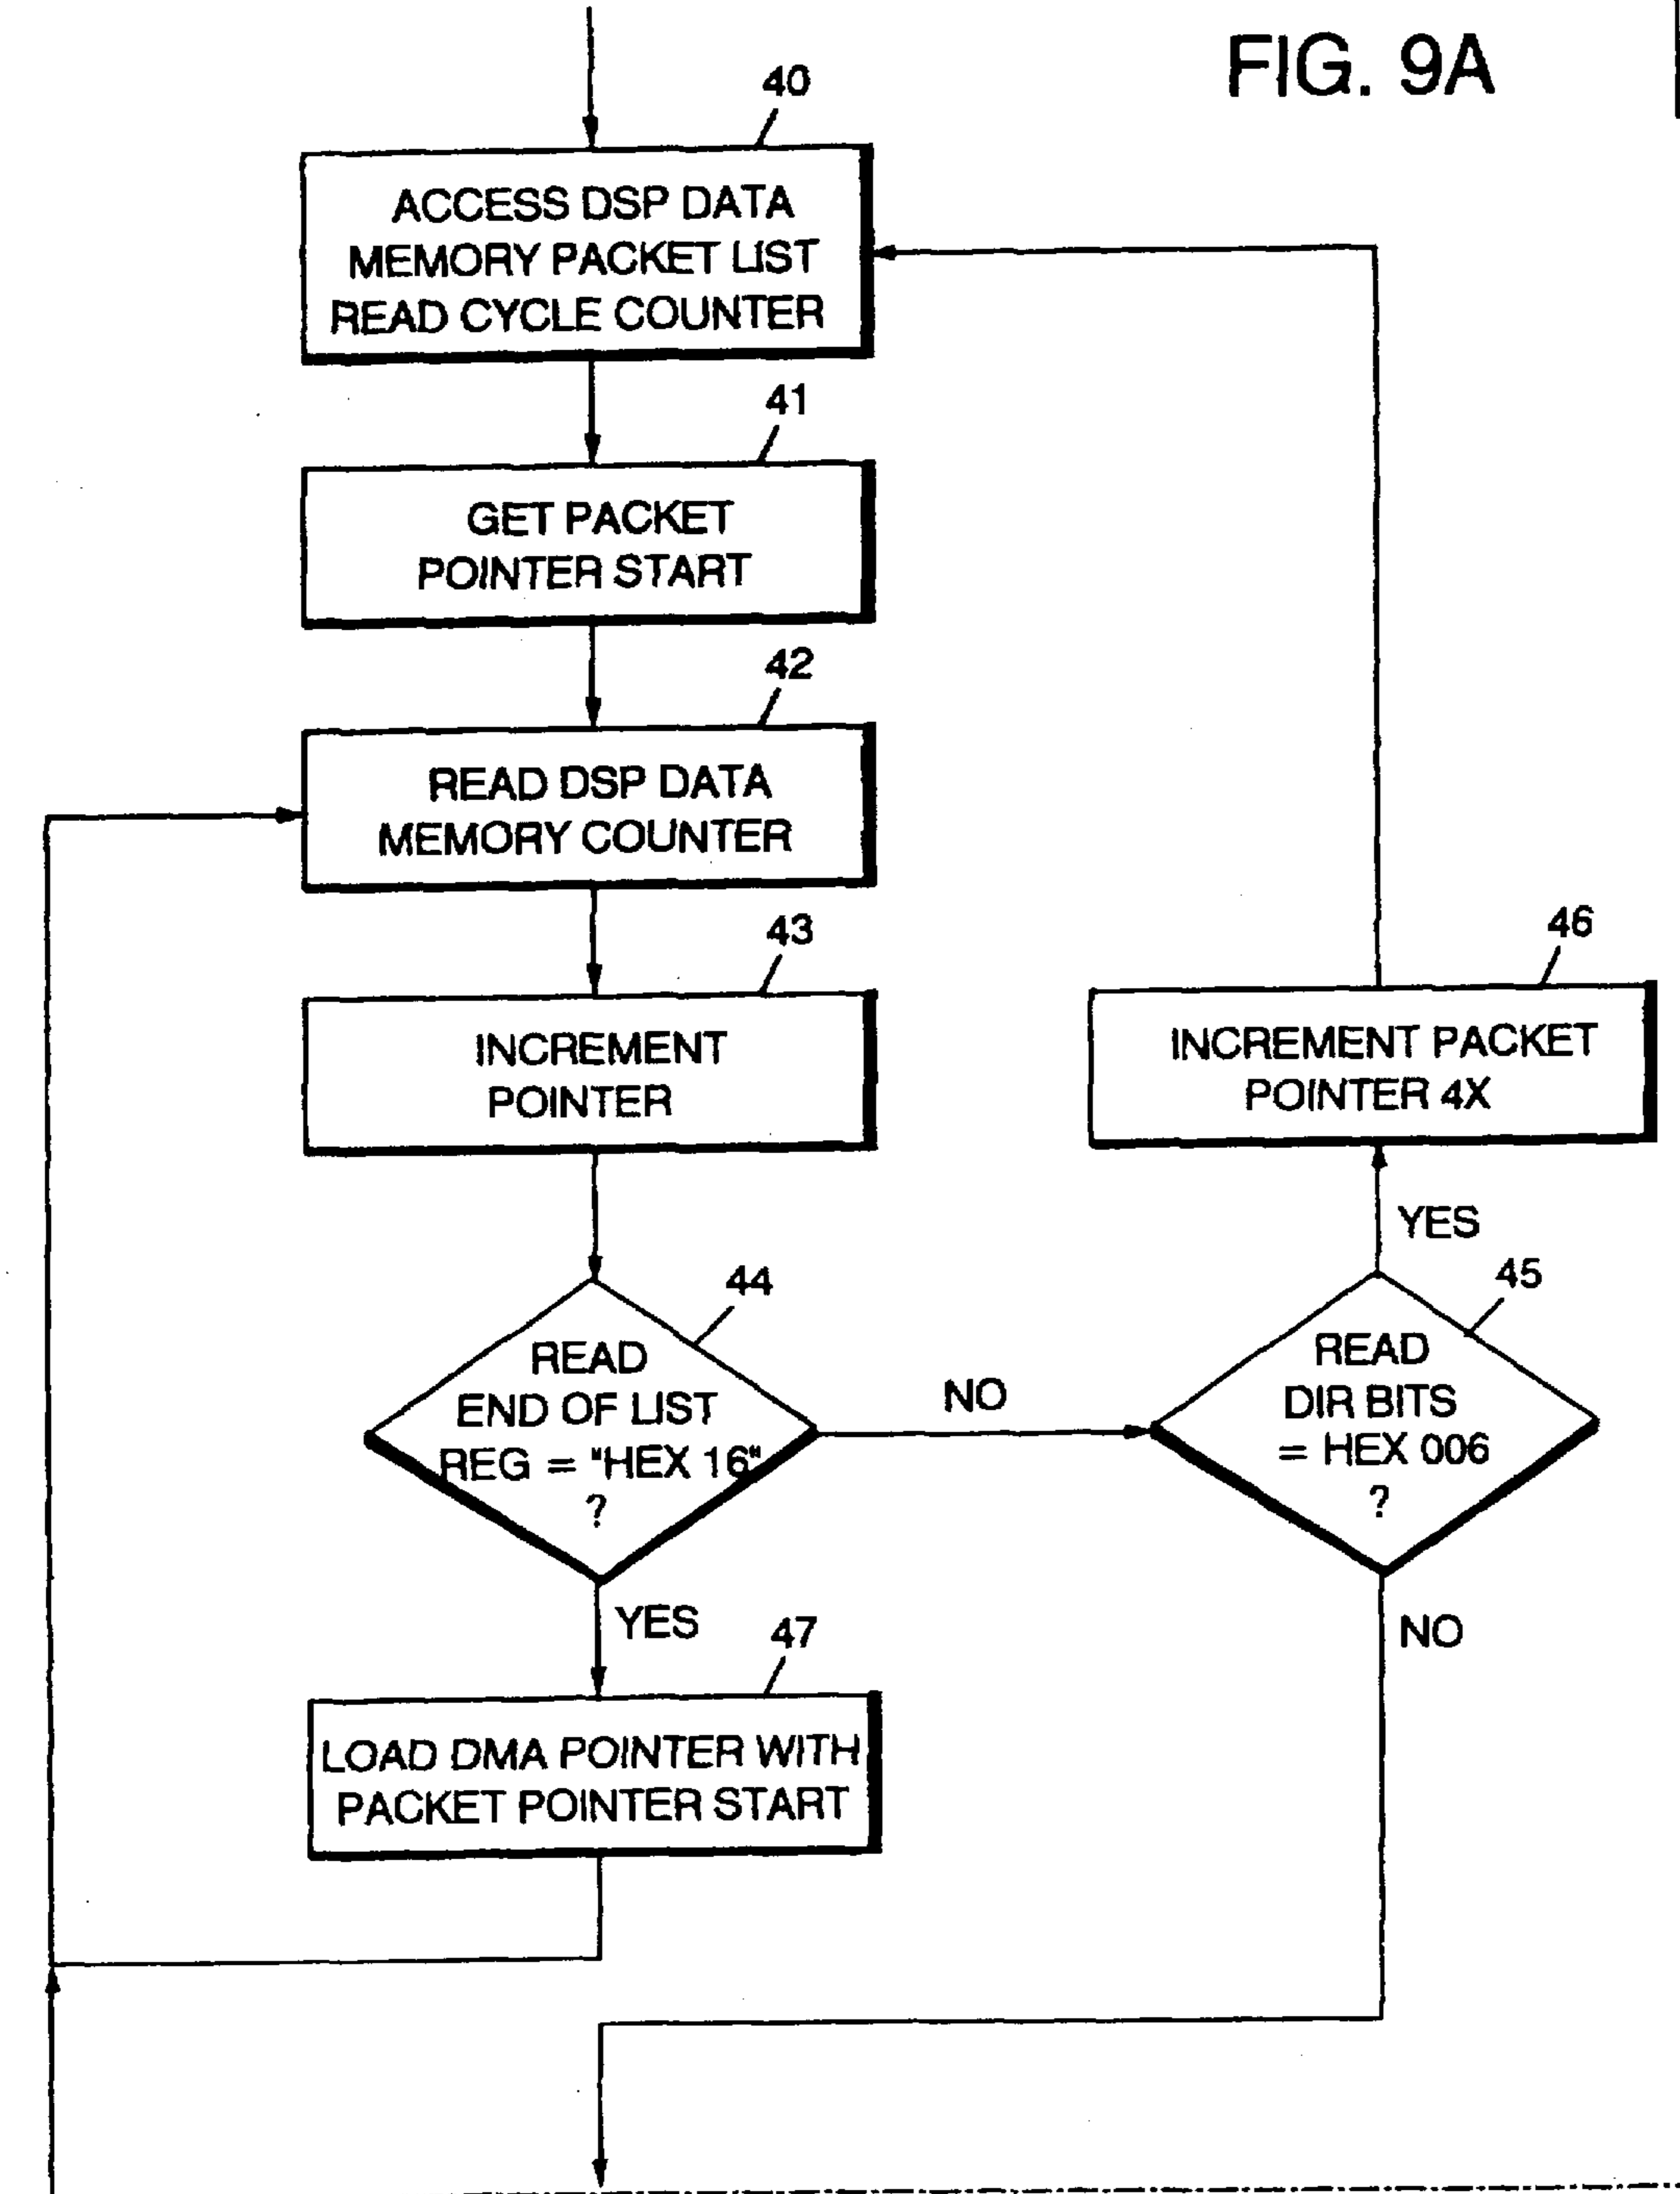 FIG. 9A
40
ACCESS DSP DATA
MEMORY PACKET LIST
READ CYCLE COUNTER
41
GET PACKET
POINTER START
42
READ DSP DATA
MEMORY COUNTER
43
INCREMENT
POINTER
46
INCREMENT PACKET
POINTER 4X
YES
44
READ
END OF LIST
REG = "HEX 16"
?
NO
45
READ
DIR BITS
= HEX 006
?
YES
NO
47
LOAD DMA POINTER WITH
PACKET POINTER START